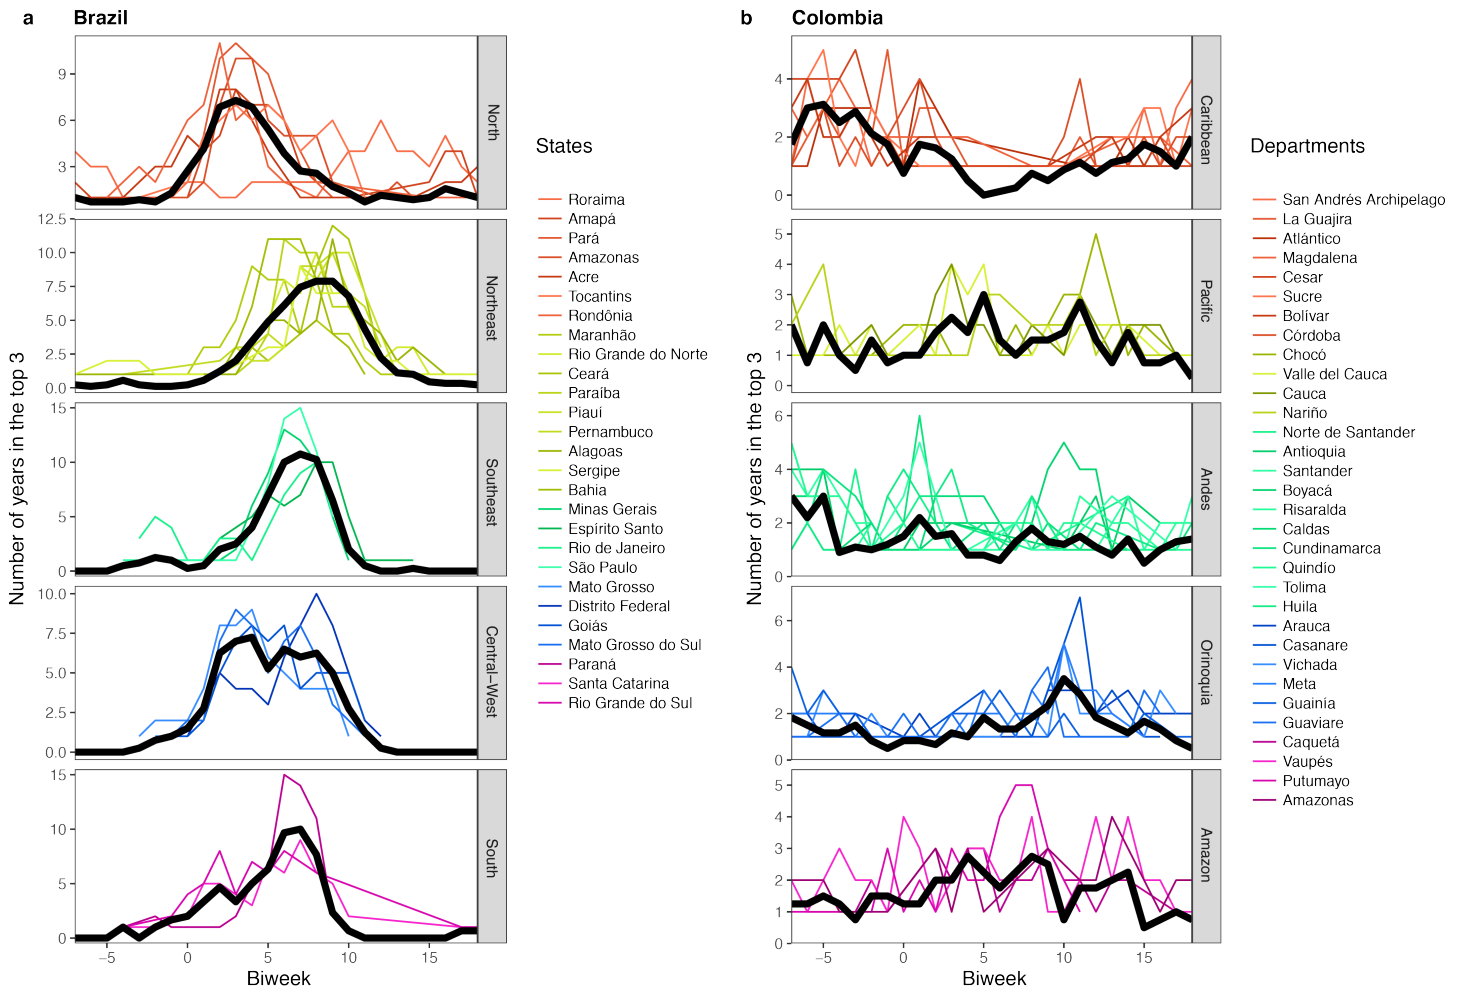 a Brazil
Number of years in the top 3
9
6
3
North
12.5
10.0
7.5
5.0
2.5
0.0
Northeast
15
10
5
0
Southeast
10.0
7.5
5.0
2.5
0.0
Central−West
15
10
5
0
South
−5 0 5 10 15
Biweek
States
Roraima
Amapá
Pará
Amazonas
Acre
Tocantins
Rondônia
Maranhão
Rio Grande do Norte
Ceará
Paraíba
Piauí
Pernambuco
Alagoas
Sergipe
Bahia
Minas Gerais
Espírito Santo
Rio de Janeiro
São Paulo
Mato Grosso
Distrito Federal
Goiás
Mato Grosso do Sul
Paraná
Santa Catarina
Rio Grande do Sul
b Colombia
Number of years in the top 3
4
2
0
Caribbean
5
4
3
2
1
0
Pacific
6
4
2
0
Andes
6
4
2
0
Orinoquia
5
4
3
2
1
0
Amazon
−5 0 5 10 15
Biweek
Departments
San Andrés Archipelago
La Guajira
Atlántico
Magdalena
Cesar
Sucre
Bolívar
Córdoba
Chocó
Valle del Cauca
Cauca
Nariño
Norte de Santander
Antioquia
Santander
Boyacá
Risaralda
Caldas
Cundinamarca
Quindío
Tolima
Huila
Arauca
Casanare
Vichada
Meta
Guainía
Guaviare
Caquetá
Vaupés
Putumayo
Amazonas